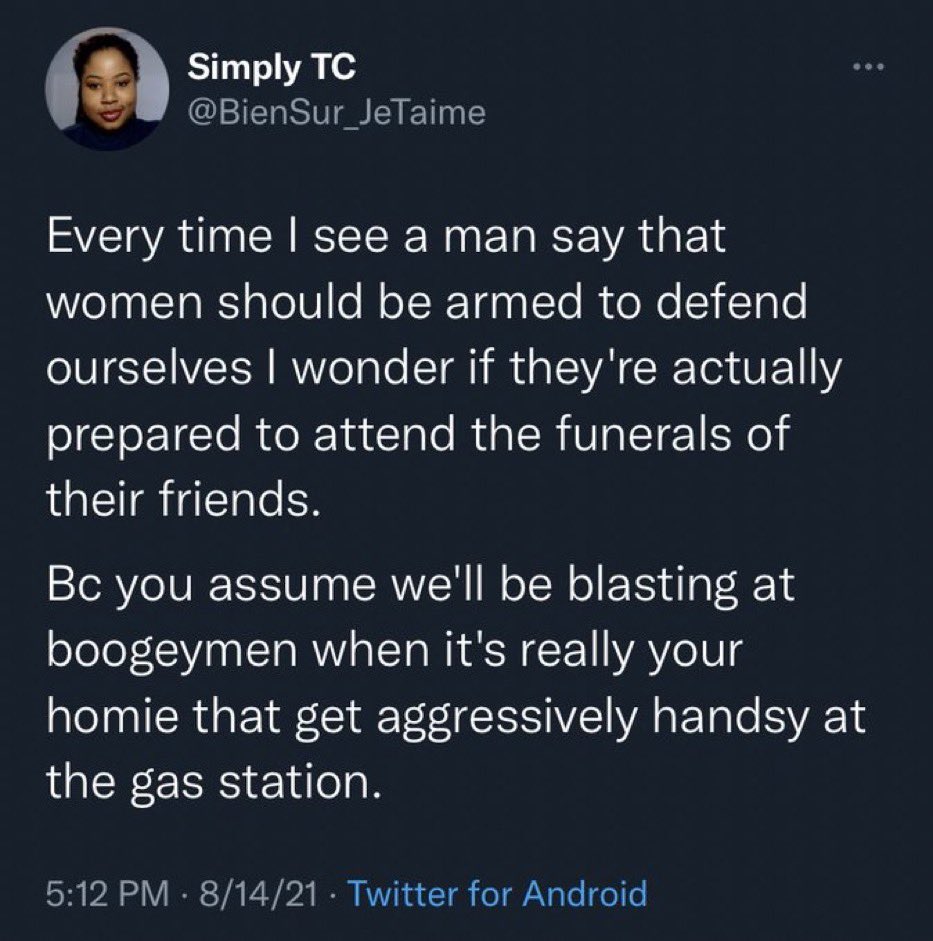 Simply TC
@BienSur_JeTaime
Every time I see a man say that
women should be armed to defend
ourselves I wonder if they're actually
prepared to attend the funerals of
their friends.
Bc you assume we'll be blasting at
boogeymen when it's really your
homie that get aggressively handsy at
the gas station.
5:12 PM · 8/14/21 · Twitter for Android